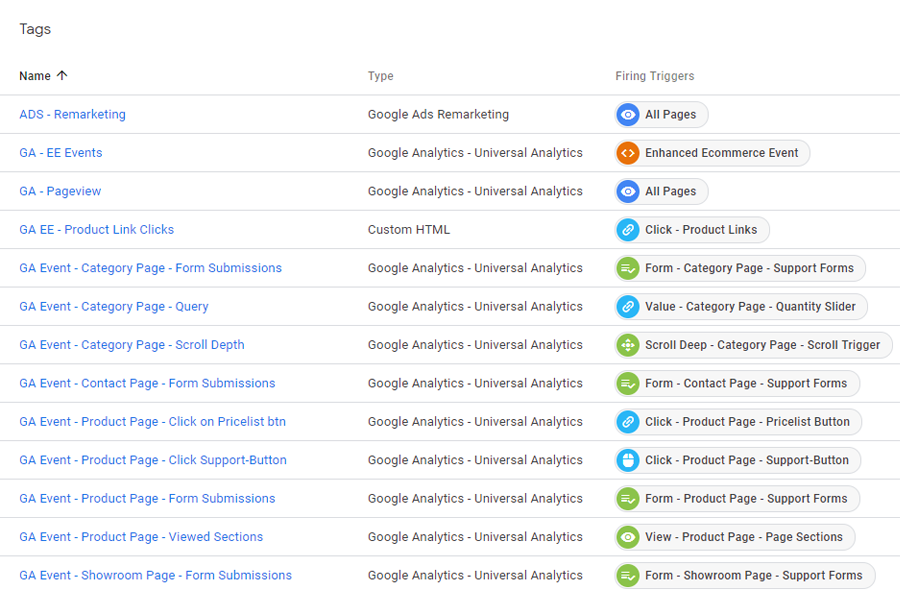 Tags
Name Type Firing Triggers
ADS - Remarketing Google Ads Remarketing All Pages
GA - EE Events Google Analytics - Universal Analytics Enhanced Ecommerce Event
GA - Pageview Google Analytics - Universal Analytics All Pages
GA EE - Product Link Clicks Custom HTML Click - Product Links
GA Event - Category Page - Form Submissions Google Analytics - Universal Analytics Form - Category Page - Support Forms
GA Event - Category Page - Query Google Analytics - Universal Analytics Value - Category Page - Quantity Slider
GA Event - Category Page - Scroll Depth Google Analytics - Universal Analytics Scroll Deep - Category Page - Scroll Trigger
GA Event - Contact Page - Form Submissions Google Analytics - Universal Analytics Form - Contact Page - Support Forms
GA Event - Product Page - Click on Pricelist btn Google Analytics - Universal Analytics Click - Product Page - Pricelist Button
GA Event - Product Page - Click Support-Button Google Analytics - Universal Analytics Click - Product Page - Support-Button
GA Event - Product Page - Form Submissions Google Analytics - Universal Analytics Form - Product Page - Support Forms
GA Event - Product Page - Viewed Sections Google Analytics - Universal Analytics View - Product Page - Page Sections
GA Event - Showroom Page - Form Submissions Google Analytics - Universal Analytics Form - Showroom Page - Support Forms